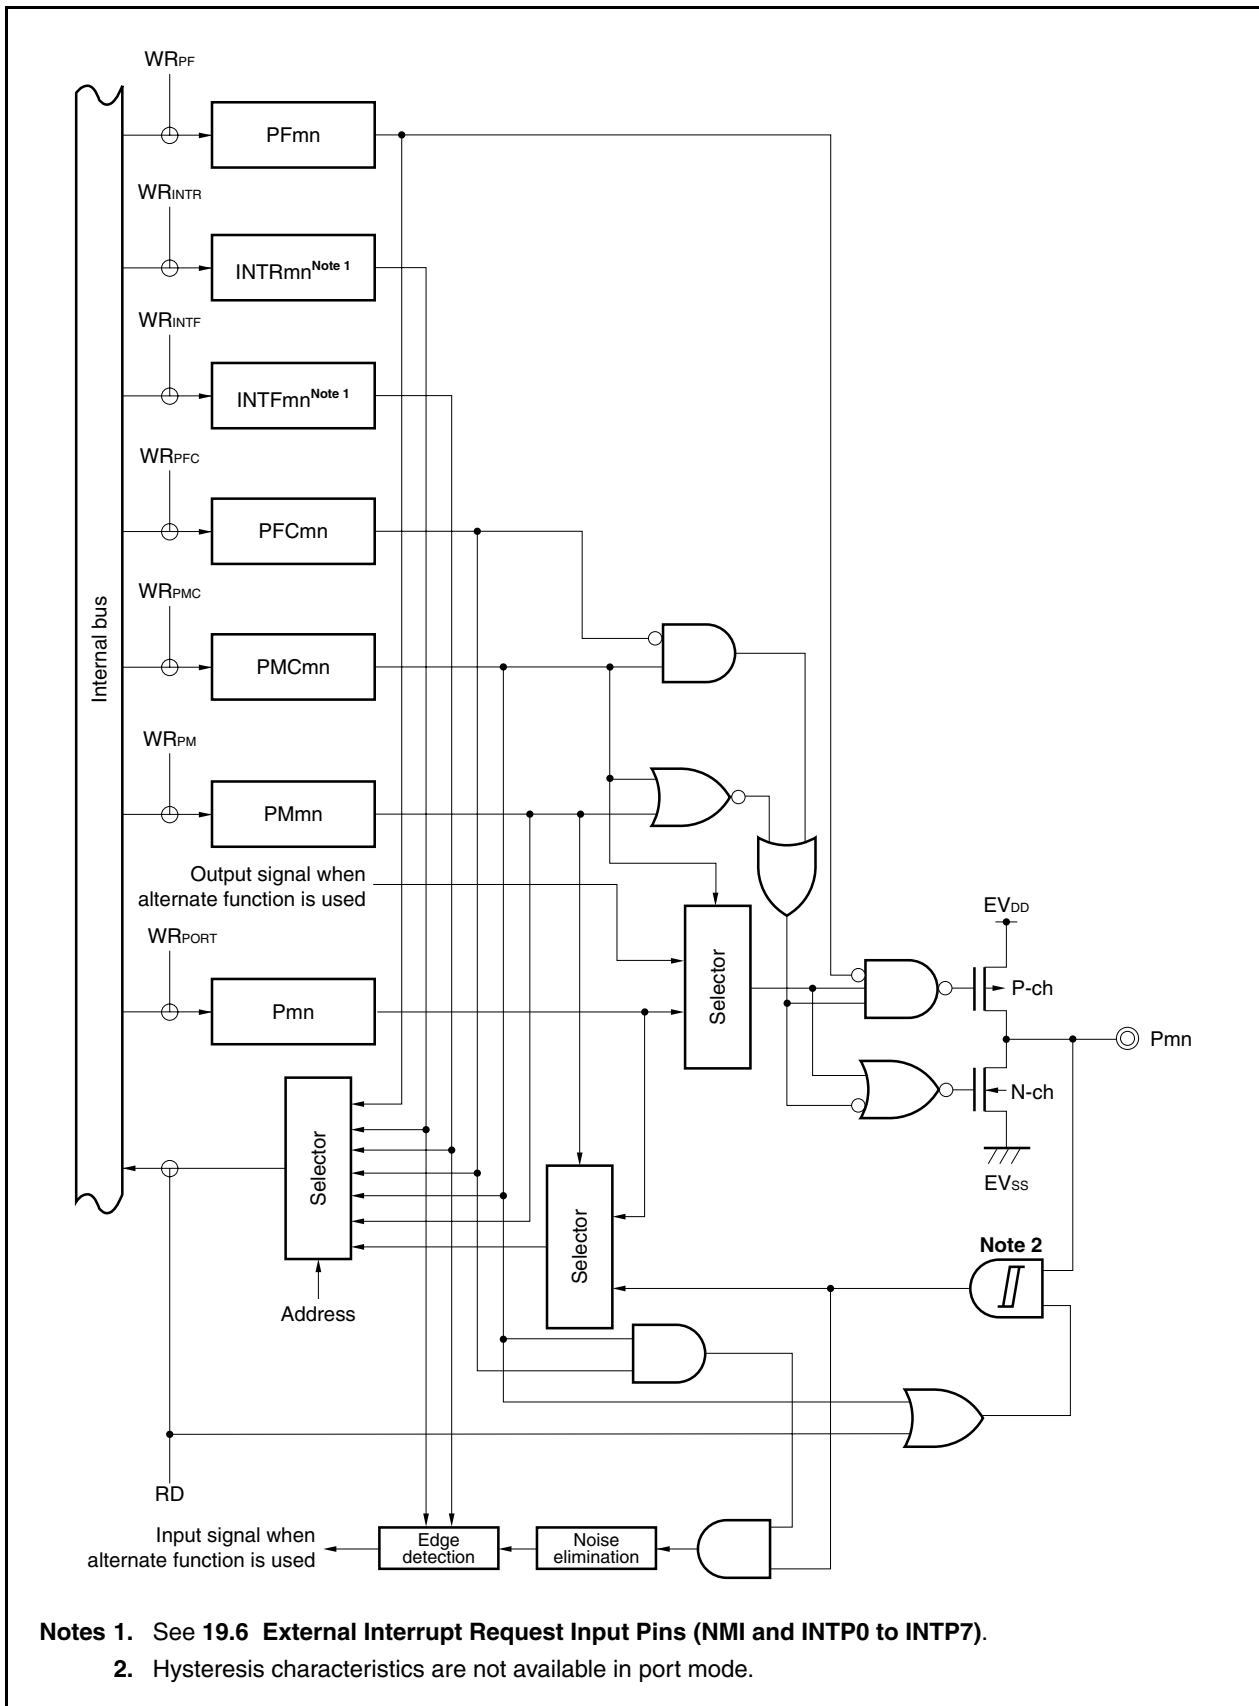 WRPF
PFmn
WRINTR
INTRmnNote 1
WRINTF
INTFmnNote 1
WRPFC
PFCmn
WRPMC
Internal bus
PMCmn
WRPM
PMmn
Output signal when
alternate function is used
WRPORT
Pmn
Selector
EVDD
P-ch
Pmn
N-ch
EVSS
Selector
Selector
Note 2
Address
RD
Input signal when
alternate function is used
Edge
detection
Noise
elimination
Notes 1. See 19.6 External Interrupt Request Input Pins (NMI and INTP0 to INTP7).
2. Hysteresis characteristics are not available in port mode.